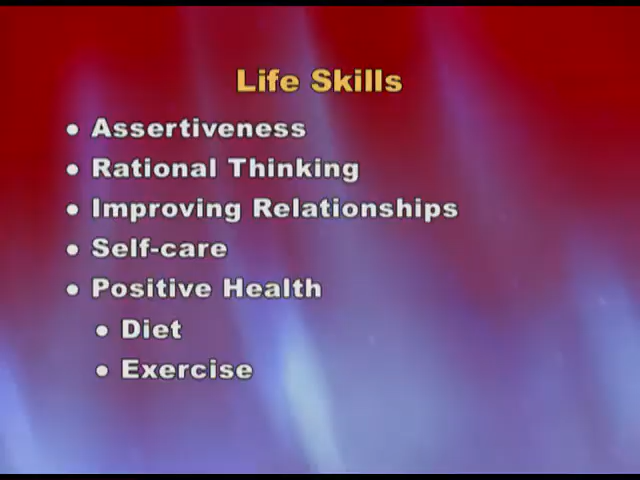 Life Skills
• Assertiveness
• Rational Thinking
• Improving Relationships
• Self-care
• Positive Health
• Diet
• Exercise